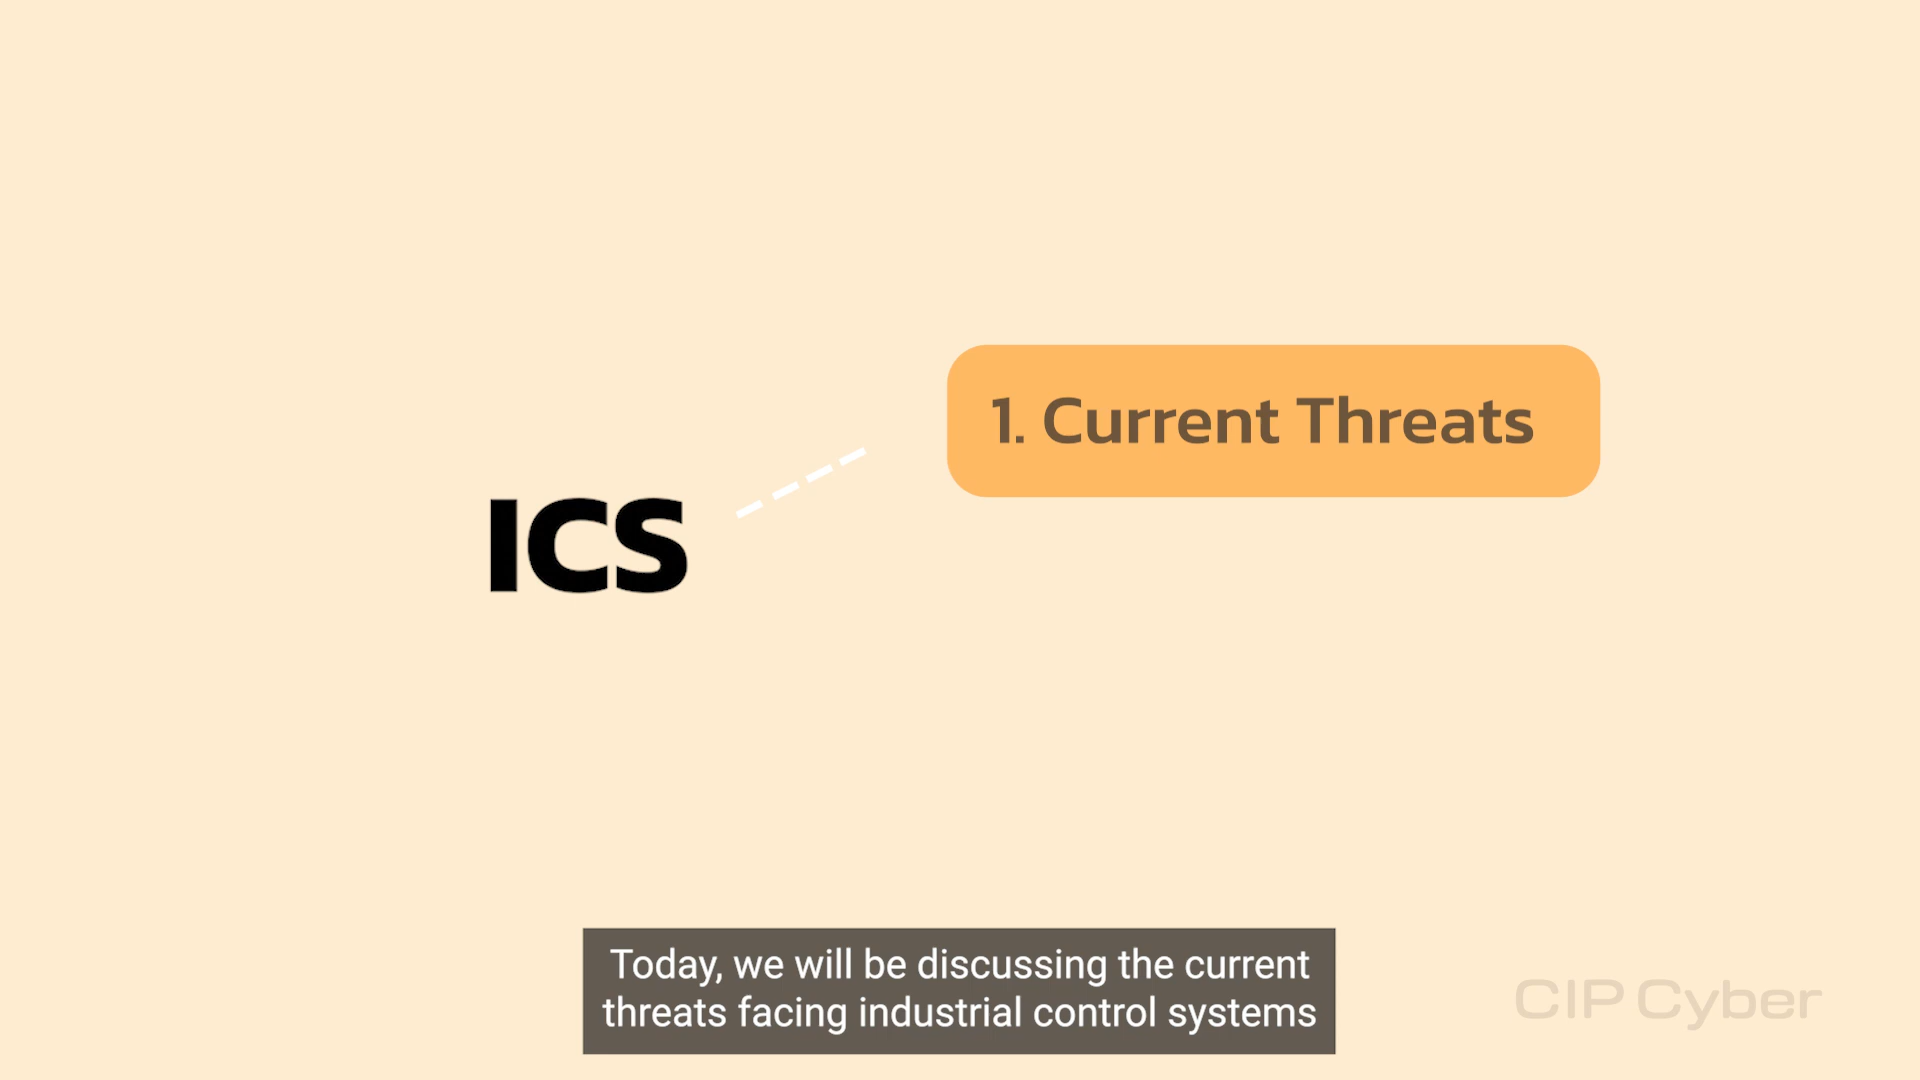 1. Current Threats
ICS
Today, we will be discussing the current
threats facing industrial control systems
CIP Cyber